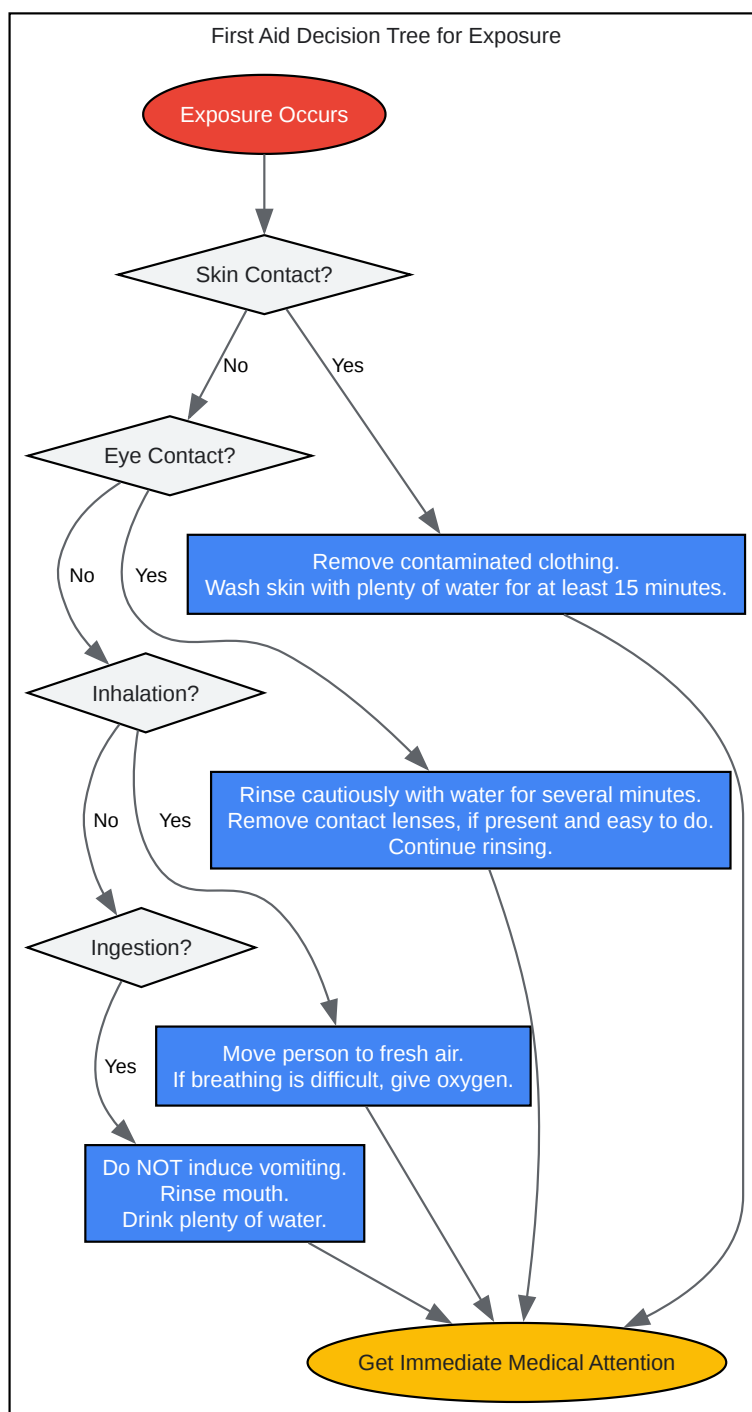 First Aid Decision Tree for Exposure
Exposure Occurs
Skin Contact?
No
Yes
Eye Contact?
Remove contaminated clothing.
Wash skin with plenty of water for at least 15 minutes.
No
Yes
Inhalation?
Rinse cautiously with water for several minutes.
Remove contact lenses, if present and easy to do.
Continue rinsing.
No
Yes
Ingestion?
Move person to fresh air.
If breathing is difficult, give oxygen.
Yes
Do NOT induce vomiting.
Rinse mouth.
Drink plenty of water.
Get Immediate Medical Attention